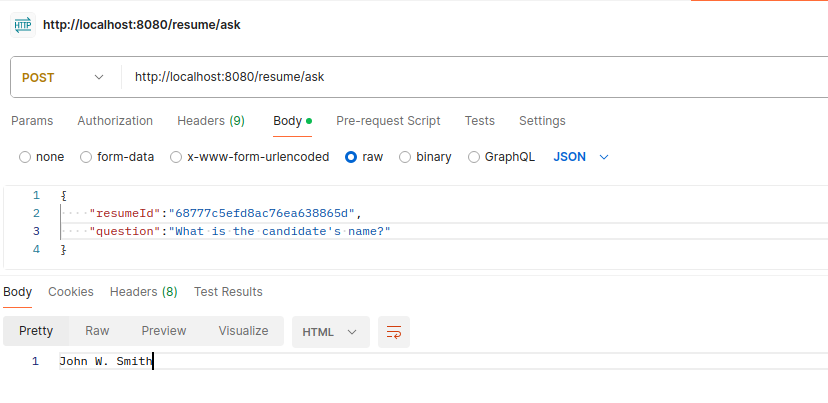 HTTP http://localhost:8080/resume/ask
POST http://localhost:8080/resume/ask
Params Authorization Headers (9) Body Pre-request Script Tests Settings
none form-data x-www-form-urlencoded raw binary GraphQL JSON
1 {
2 ····"resumeId":"68777c5efd8ac76ea638865d",
3 ····"question":"What·is·the·candidate's·name?"
4 }
Body Cookies Headers (8) Test Results
Pretty Raw Preview Visualize HTML
1 John W. Smith